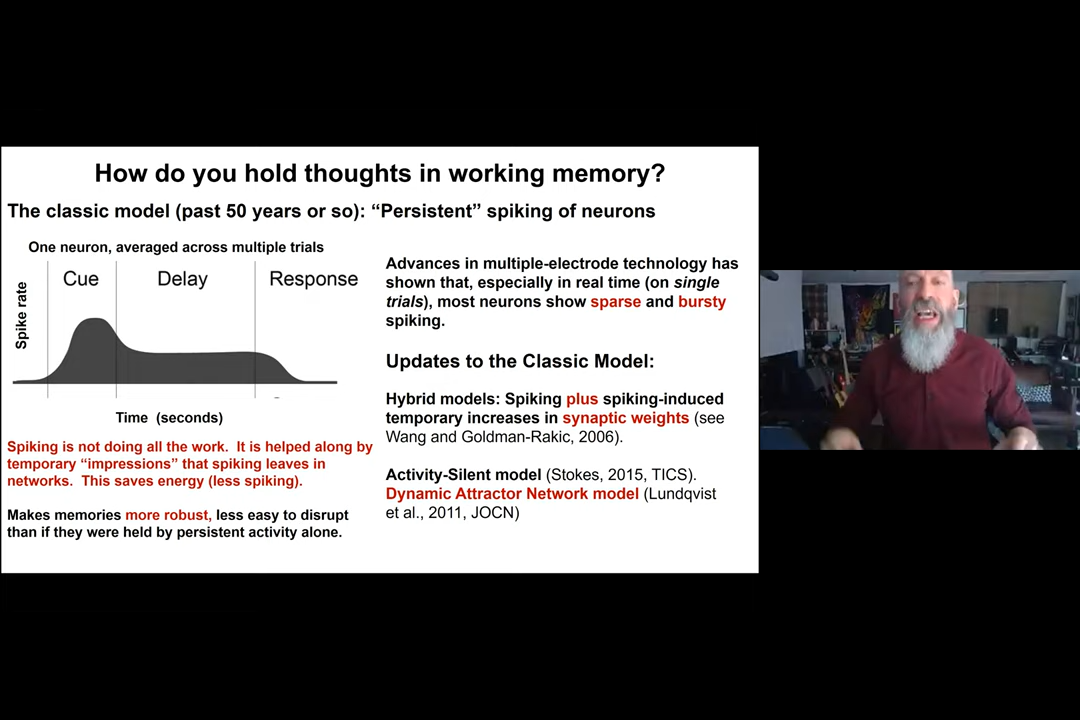 How do you hold thoughts in working memory?
The classic model (past 50 years or so): “Persistent” spiking of neurons
One neuron, averaged across multiple trials
Cue
Delay
Response
Spike rate
Time (seconds)
Spiking is not doing all the work. It is helped along by
temporary “impressions” that spiking leaves in
networks. This saves energy (less spiking).
Makes memories more robust, less easy to disrupt
than if they were held by persistent activity alone.
Advances in multiple-electrode technology has
shown that, especially in real time (on single
trials), most neurons show sparse and bursty
spiking.
Updates to the Classic Model:
Hybrid models: Spiking plus spiking-induced
temporary increases in synaptic weights (see
Wang and Goldman-Rakic, 2006).
Activity-Silent model (Stokes, 2015, TICS).
Dynamic Attractor Network model (Lundqvist
et al., 2011, JOCN)